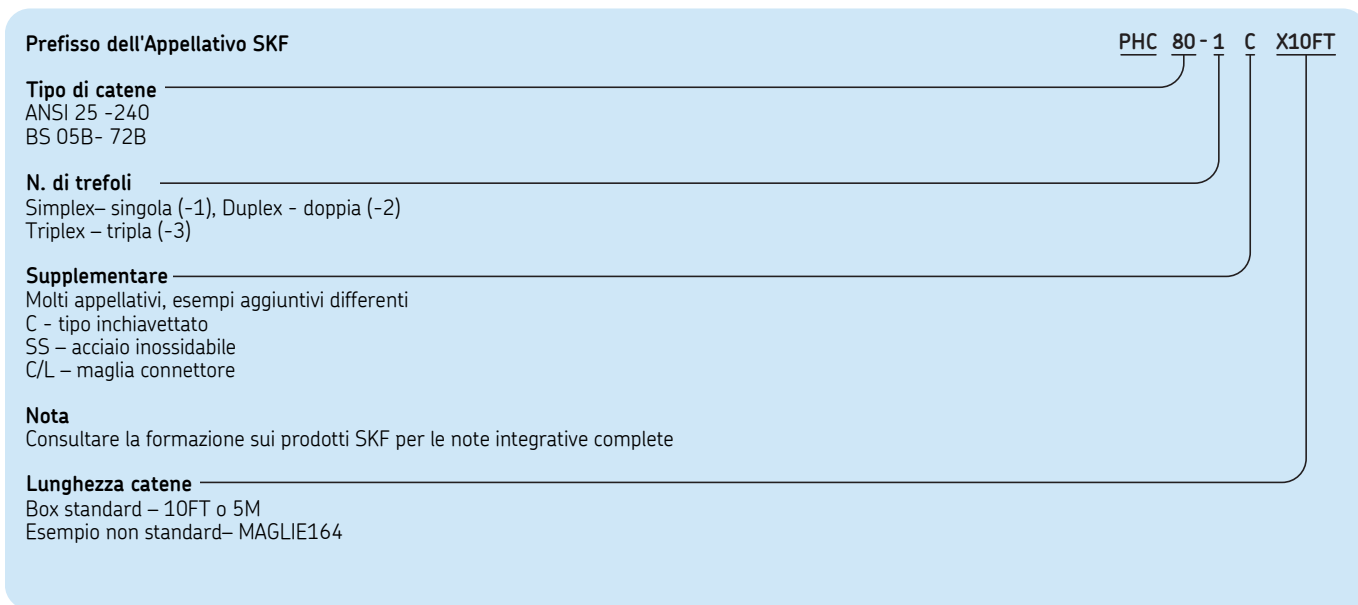 Prefisso dell'Appellativo SKF PHC 80-1 C X10FT
Tipo di catene
ANSI 25 -240
BS 05B- 72B
N. di trefoli
Simplex– singola (-1), Duplex - doppia (-2)
Triplex – tripla (-3)
Supplementare
Molti appellativi, esempi aggiuntivi differenti
C - tipo inchiavettato
SS – acciaio inossidabile
C/L – maglia connettore
Nota
Consultare la formazione sui prodotti SKF per le note integrative complete
Lunghezza catene
Box standard – 10FT o 5M
Esempio non standard– MAGLIE164